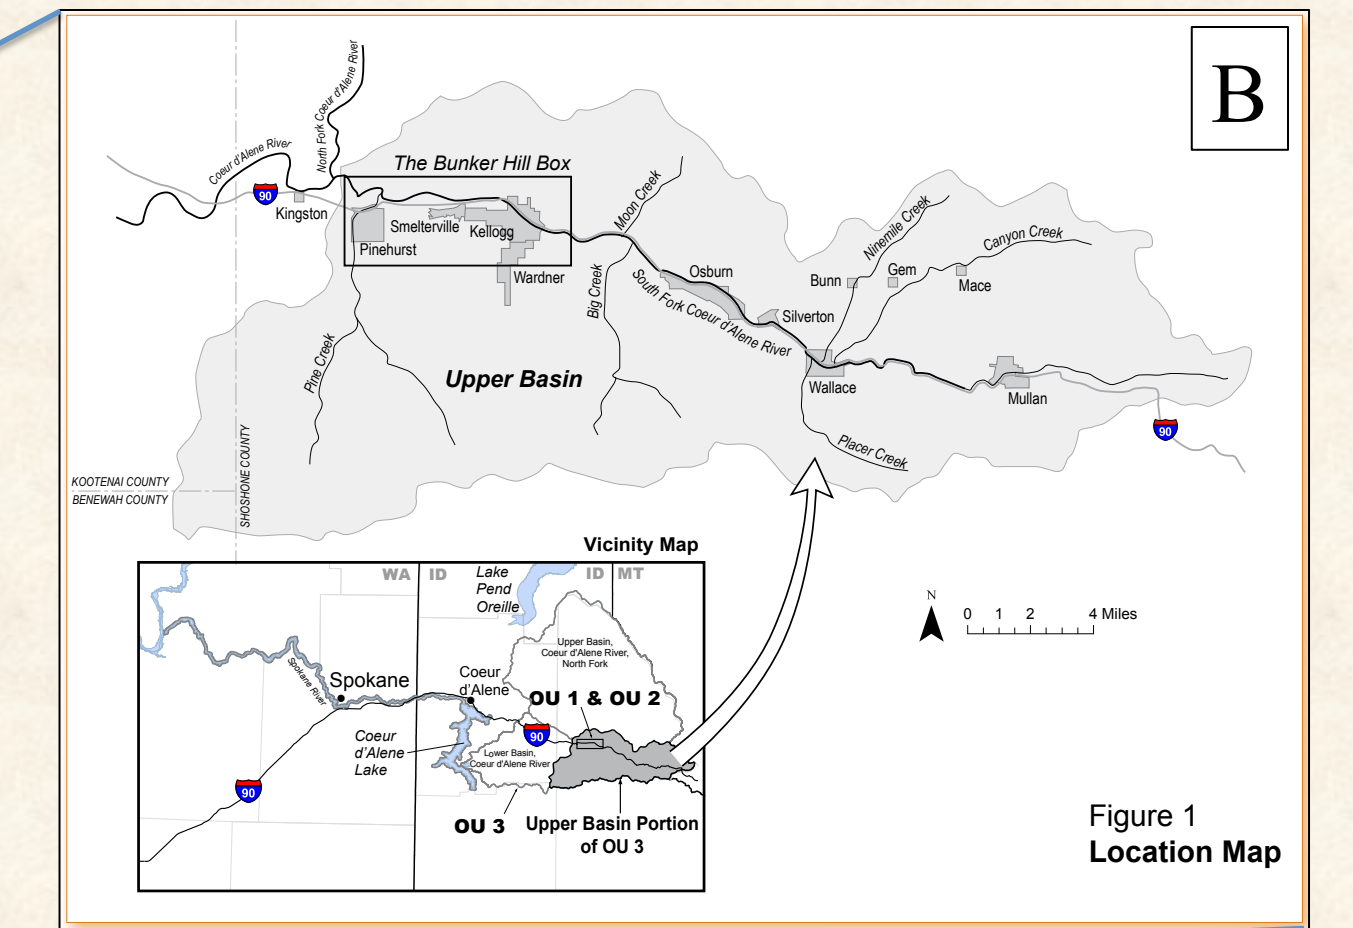 B
North Fork Coeur d'Alene River
Coeur d'Alene River
The Bunker Hill Box
90
Kingston
Smelterville
Kellogg
Pinehurst
Wardner
Moon Creek
Big Creek
Pine Creek
Osburn
South Fork Coeur d'Alene River
Silverton
Ninemile Creek
Canyon Creek
Bunn
Gem
Mace
Upper Basin
Wallace
Mullan
90
Placer Creek
KOOTENAI COUNTY
BENEWAH COUNTY
SHOSHONE COUNTY
Vicinity Map
WA ID
ID MT
Lake
Pend
Oreille
Upper Basin,
Coeur d'Alene River,
North Fork
Spokane River
Spokane
Coeur
d'Alene
OU 1 & OU 2
90
Coeur
d'Alene
Lake
Lower Basin,
Coeur d'Alene River
90
OU 3
Upper Basin Portion
of OU 3
N
0 1 2 4 Miles
Figure 1
Location Map